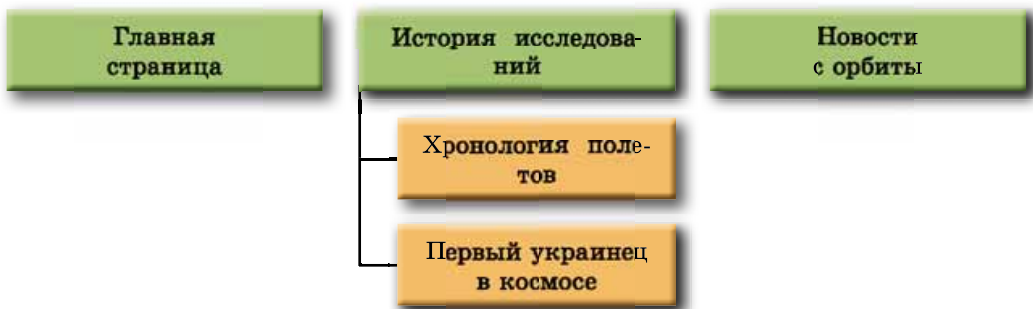 Главная
страница
История исследова-
ний
Новости
с орбиты
Хронология поле-
тов
Первый украинец
в космосе